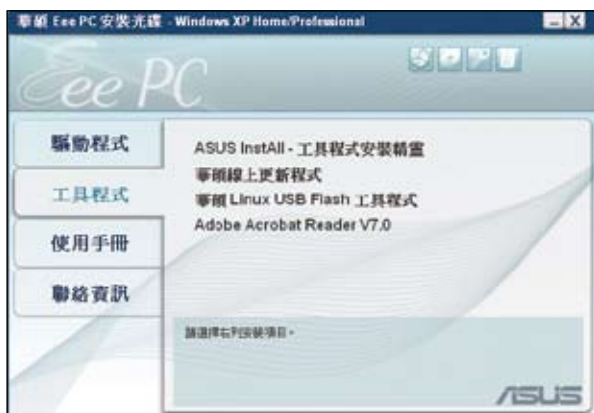 華碩 Eee PC 安裝光碟 - Windows XP Home/Professional
Eee PC
驅動程式
工具程式
使用手冊
聯絡資訊
ASUS InstAll - 工具程式安裝精靈
華碩線上更新程式
華碩 Linux USB Flash 工具程式
Adobe Acrobat Reader V7.0
請選擇右列安裝項目。
ASUS